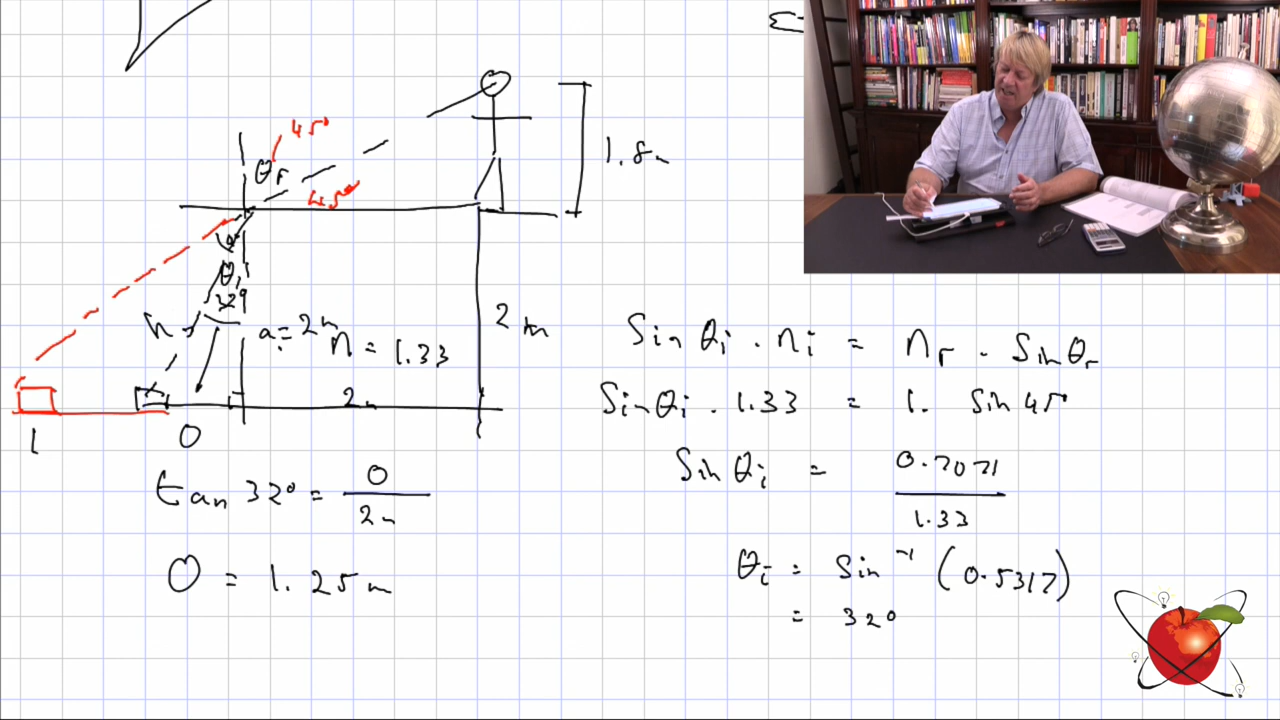 45°
θr
45°
1.8m
θi
32°
h
a = 2m
n = 1.33
2m
2m
1
O
tan 32° = O / 2m
O = 1.25m
Sin θi . ni = nr . Sin θr
Sin θi . 1.33 = 1. Sin 45°
Sin θi = 0.7071 / 1.33
θi = Sin⁻¹ (0.5317)
= 32°